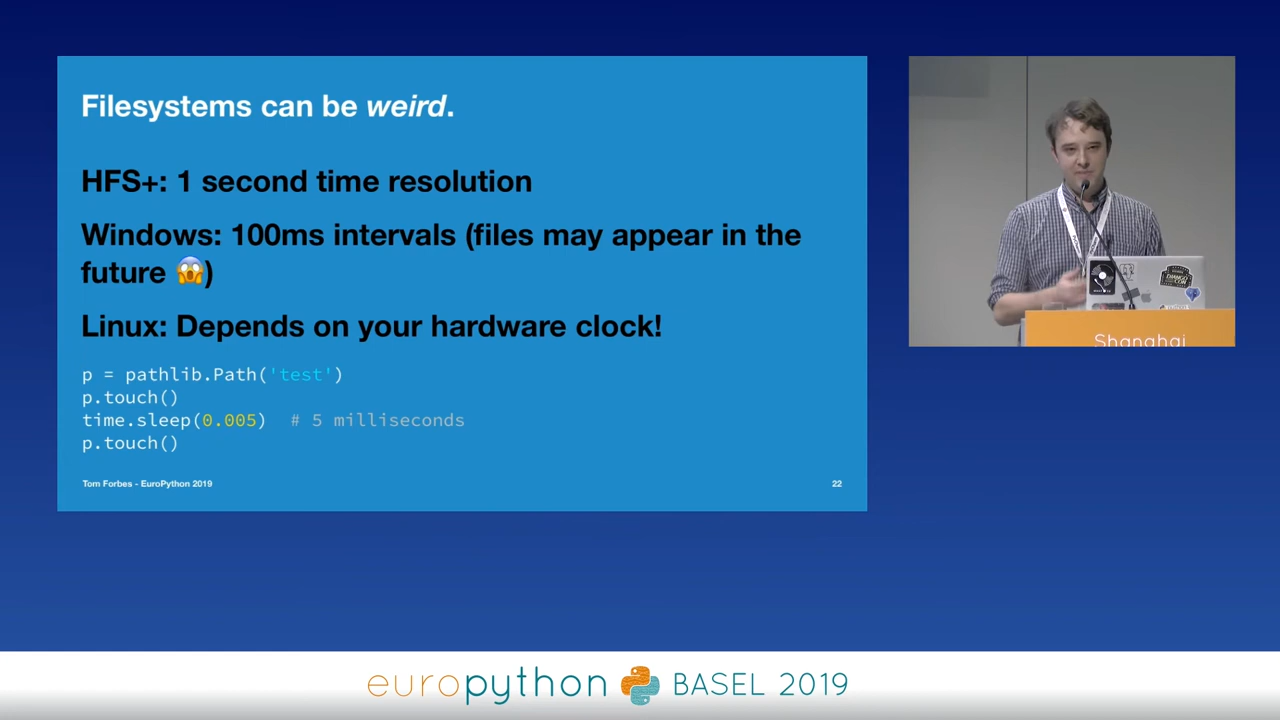 Filesystems can be weird.
HFS+: 1 second time resolution
Windows: 100ms intervals (files may appear in the
future 😱)
Linux: Depends on your hardware clock!
p = pathlib.Path('test')
p.touch()
time.sleep(0.005)  # 5 milliseconds
p.touch()
Tom Forbes - EuroPython 2019
22
Shanghai
europython BASEL 2019